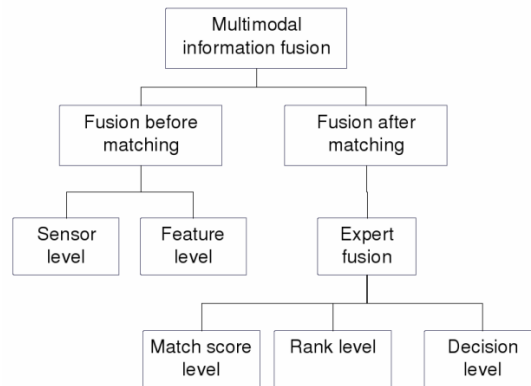 Multimodal
information fusion
Fusion before
matching
Fusion after
matching
Sensor
level
Feature
level
Expert
fusion
Match score
level
Rank level
Decision
level